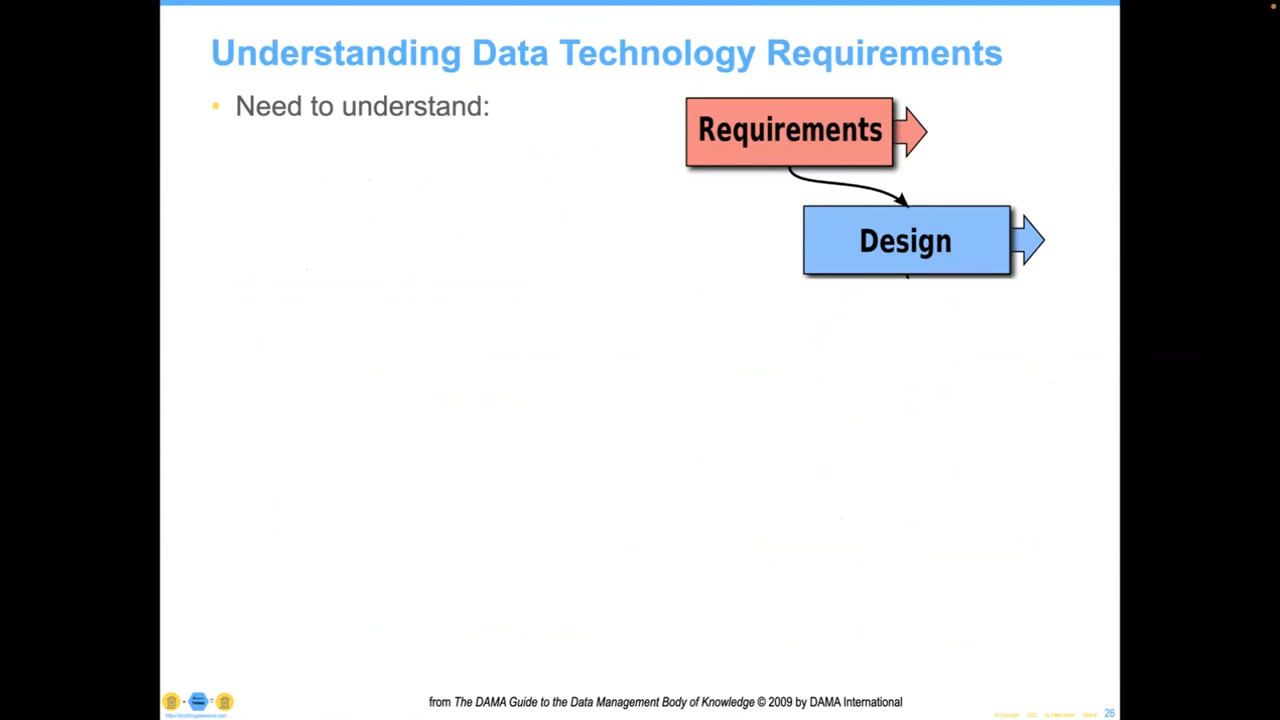 Understanding Data Technology Requirements
• Need to understand:
Requirements
Design
from The DAMA Guide to the Data Management Body of Knowledge © 2009 by DAMA International
26